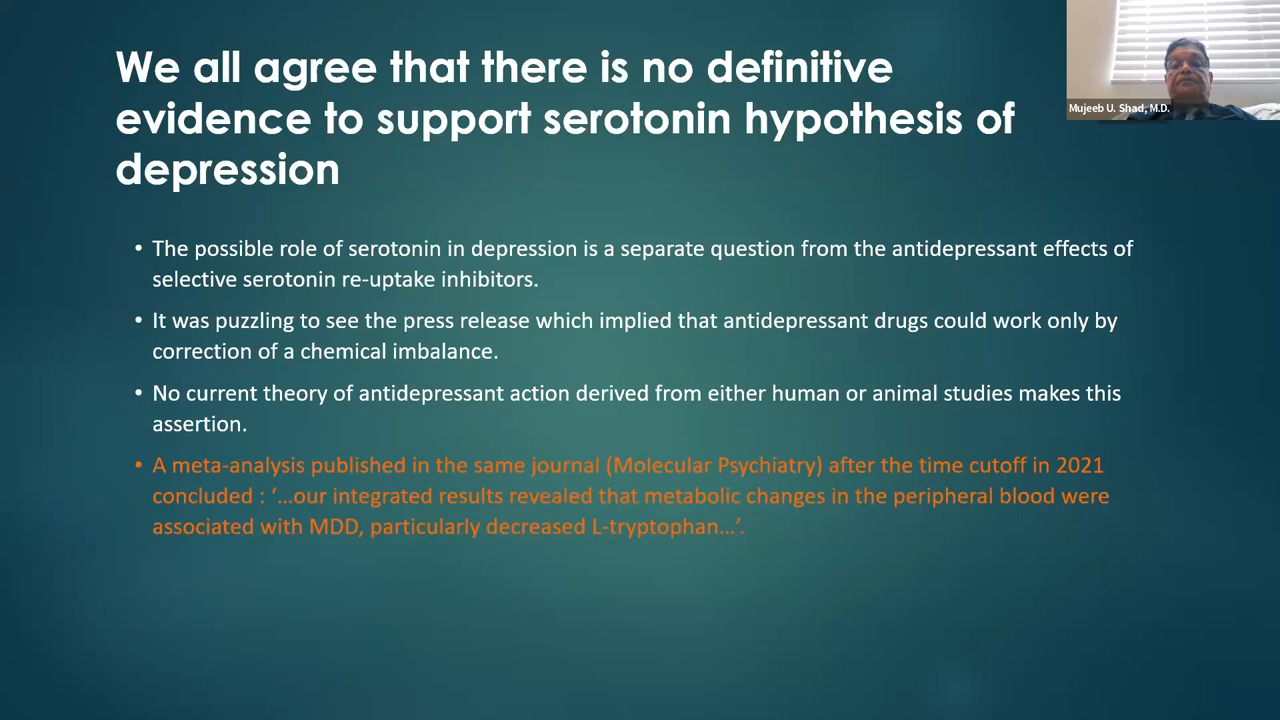 We all agree that there is no definitive
evidence to support serotonin hypothesis of
depression
Mujeeb U. Shad, M.D.
• The possible role of serotonin in depression is a separate question from the antidepressant effects of
selective serotonin re-uptake inhibitors.
• It was puzzling to see the press release which implied that antidepressant drugs could work only by
correction of a chemical imbalance.
• No current theory of antidepressant action derived from either human or animal studies makes this
assertion.
• A meta-analysis published in the same journal (Molecular Psychiatry) after the time cutoff in 2021
concluded : ‘…our integrated results revealed that metabolic changes in the peripheral blood were
associated with MDD, particularly decreased L-tryptophan…’.